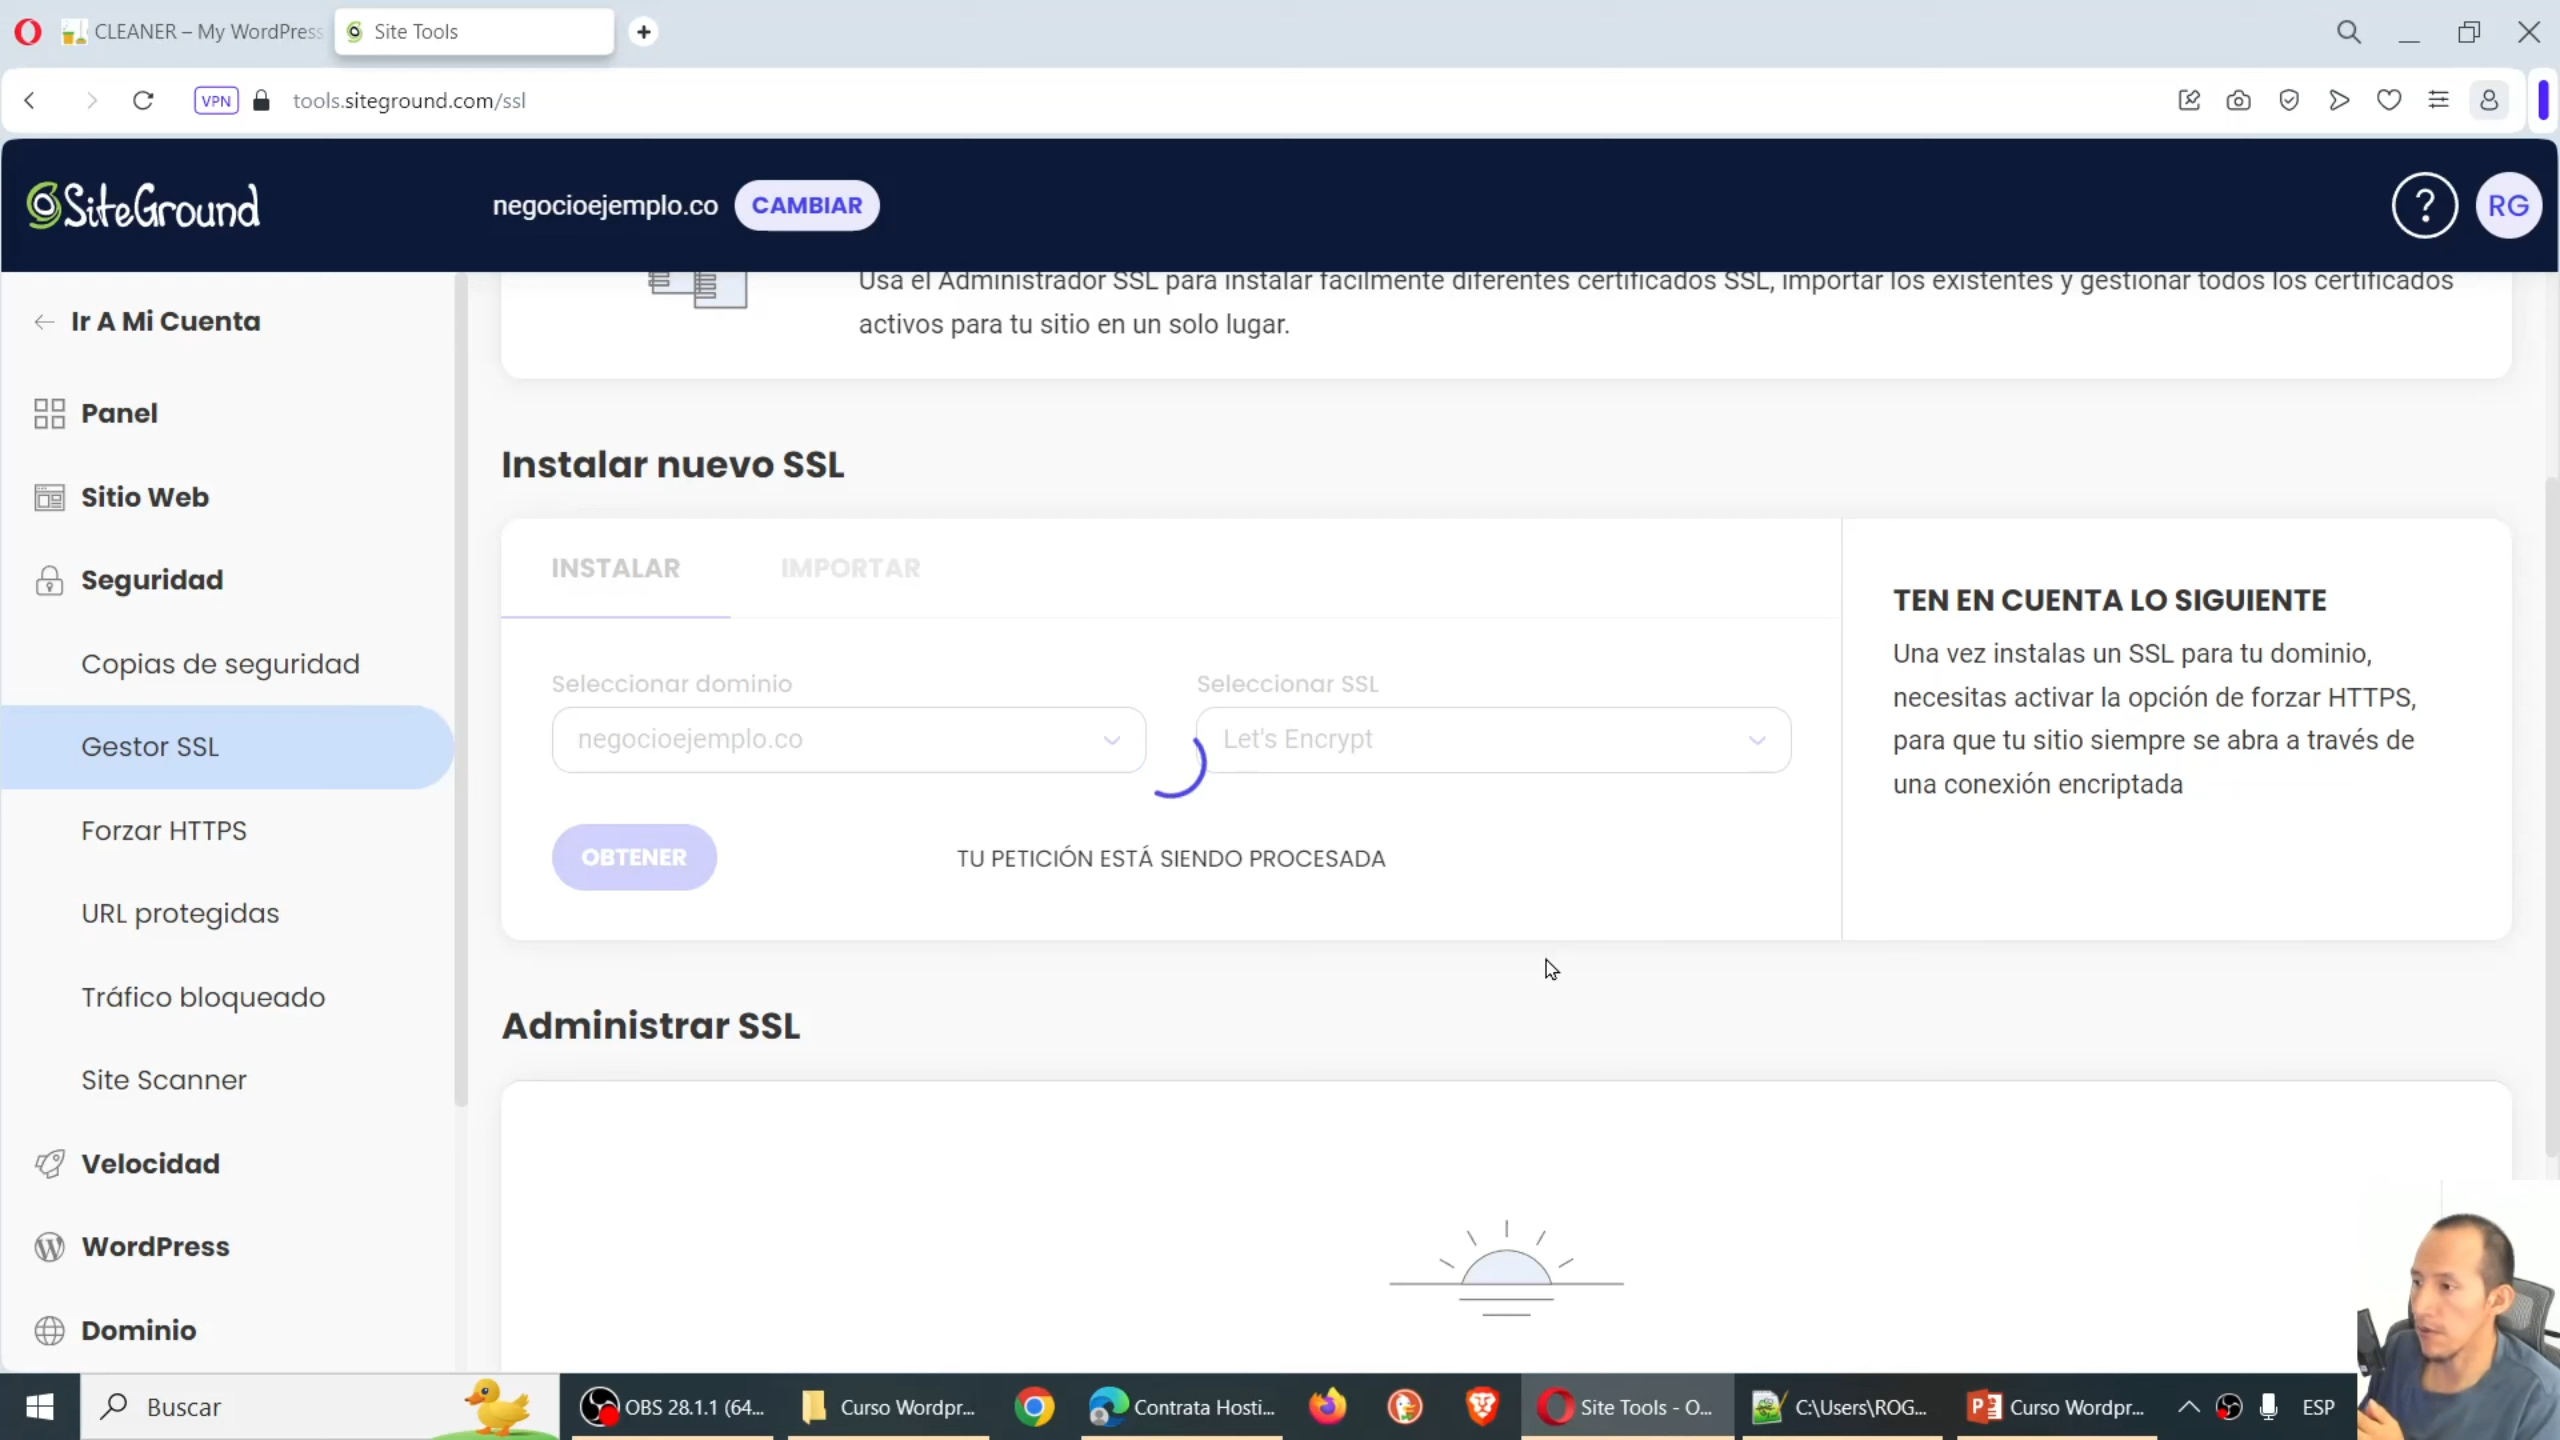 CLEANER – My WordPress
Site Tools
VPN
tools.siteground.com/ssl
SiteGround
negocioejemplo.co
CAMBIAR
?
RG
Ir A Mi Cuenta
Panel
Sitio Web
Seguridad
Copias de seguridad
Gestor SSL
Forzar HTTPS
URL protegidas
Tráfico bloqueado
Site Scanner
Velocidad
WordPress
Dominio
Usa el Administrador SSL para instalar facilmente diferentes certificados SSL, importar los existentes y gestionar todos los certificados
activos para tu sitio en un solo lugar.
Instalar nuevo SSL
INSTALAR
IMPORTAR
Seleccionar dominio
Seleccionar SSL
negocioejemplo.co
Let's Encrypt
OBTENER
TU PETICIÓN ESTÁ SIENDO PROCESADA
TEN EN CUENTA LO SIGUIENTE
Una vez instalas un SSL para tu dominio,
necesitas activar la opción de forzar HTTPS,
para que tu sitio siempre se abra a través de
una conexión encriptada
Administrar SSL
Buscar
OBS 28.1.1 (64...
Curso Wordpr...
Contrata Hosti...
Site Tools - O...
C:\Users\ROG...
Curso Wordpr...
ESP